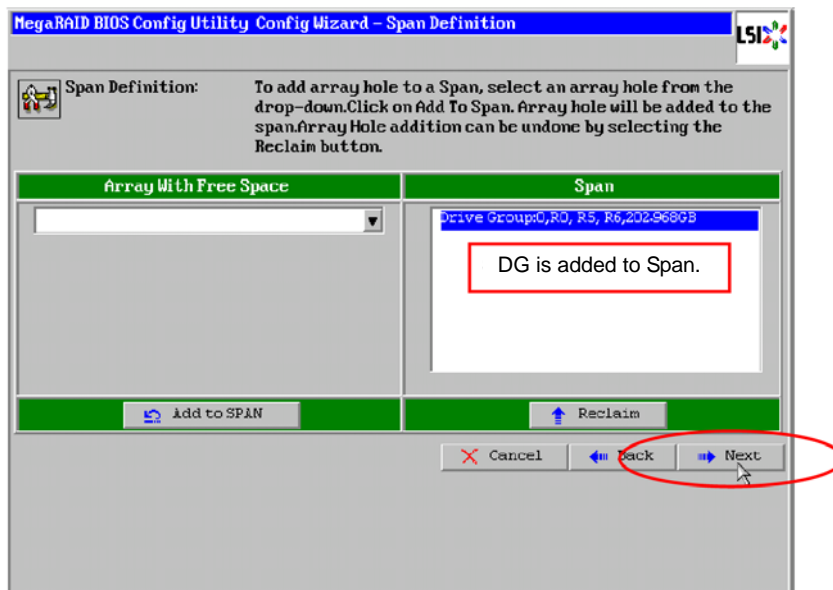 MegaRAID BIOS Config Utility Config Wizard - Span Definition
LSI
Span Definition:
To add array hole to a Span, select an array hole from the
drop-down.Click on Add To Span. Array hole will be added to the
span.Array Hole addition can be undone by selecting the
Reclaim button.
Array With Free Space
Span
Drive Group:0,R0, R5, R6,202.968GB
DG is added to Span.
Add to SPAN
Reclaim
Cancel
Back
Next